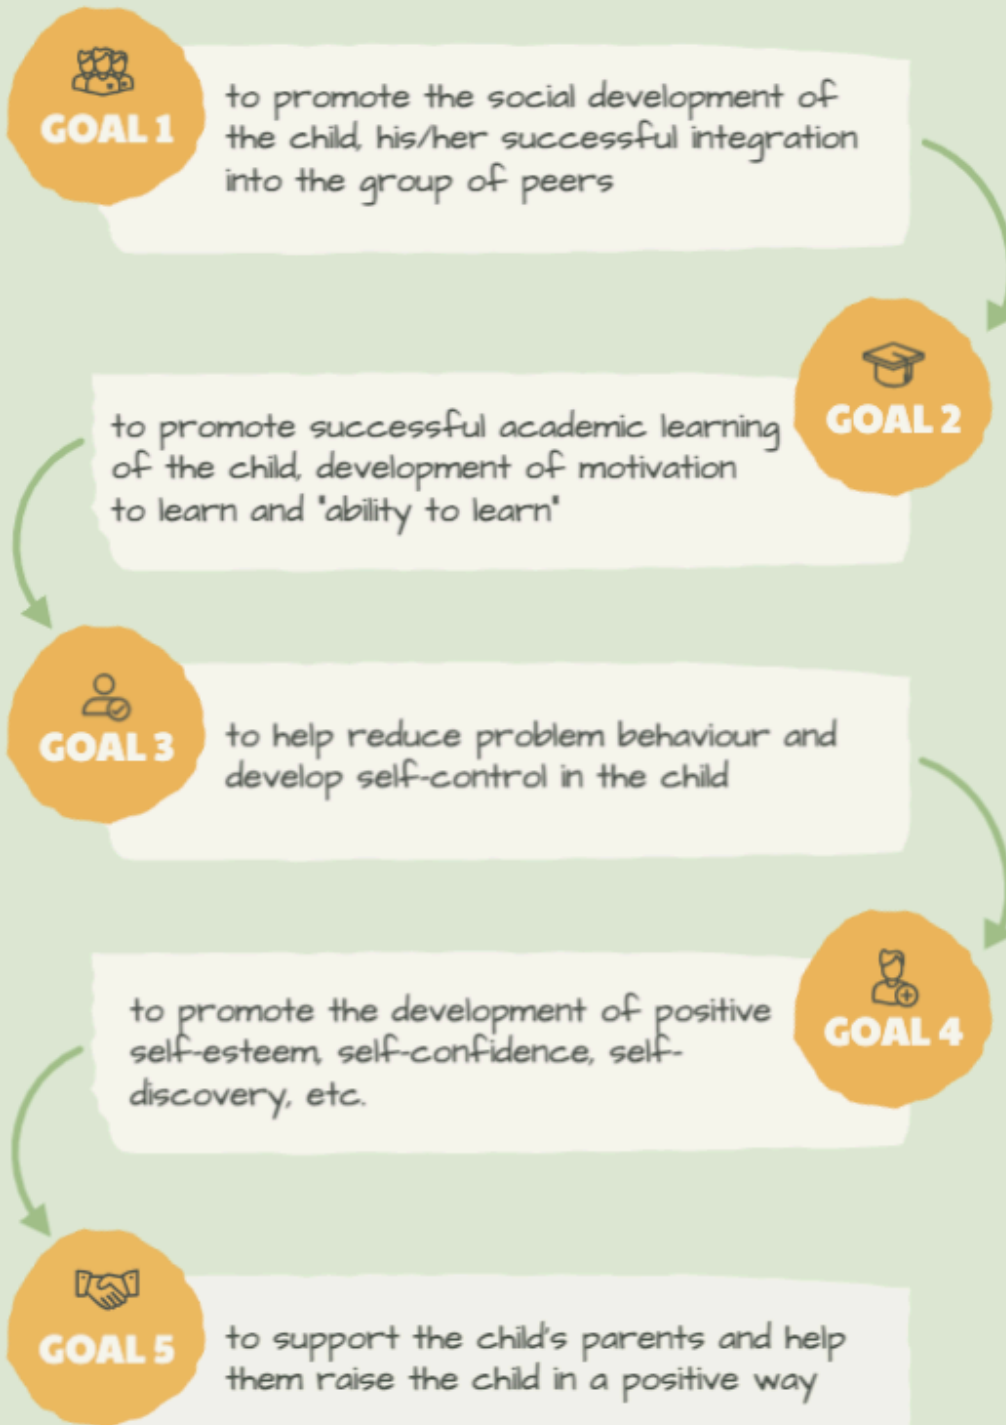 GOAL 1
to promote the social development of
the child, his/her successful integration
into the group of peers
GOAL 2
to promote successful academic learning
of the child, development of motivation
to learn and "ability to learn"
GOAL 3
to help reduce problem behaviour and
develop self-control in the child
GOAL 4
to promote the development of positive
self-esteem, self-confidence, self-
discovery, etc.
GOAL 5
to support the child's parents and help
them raise the child in a positive way